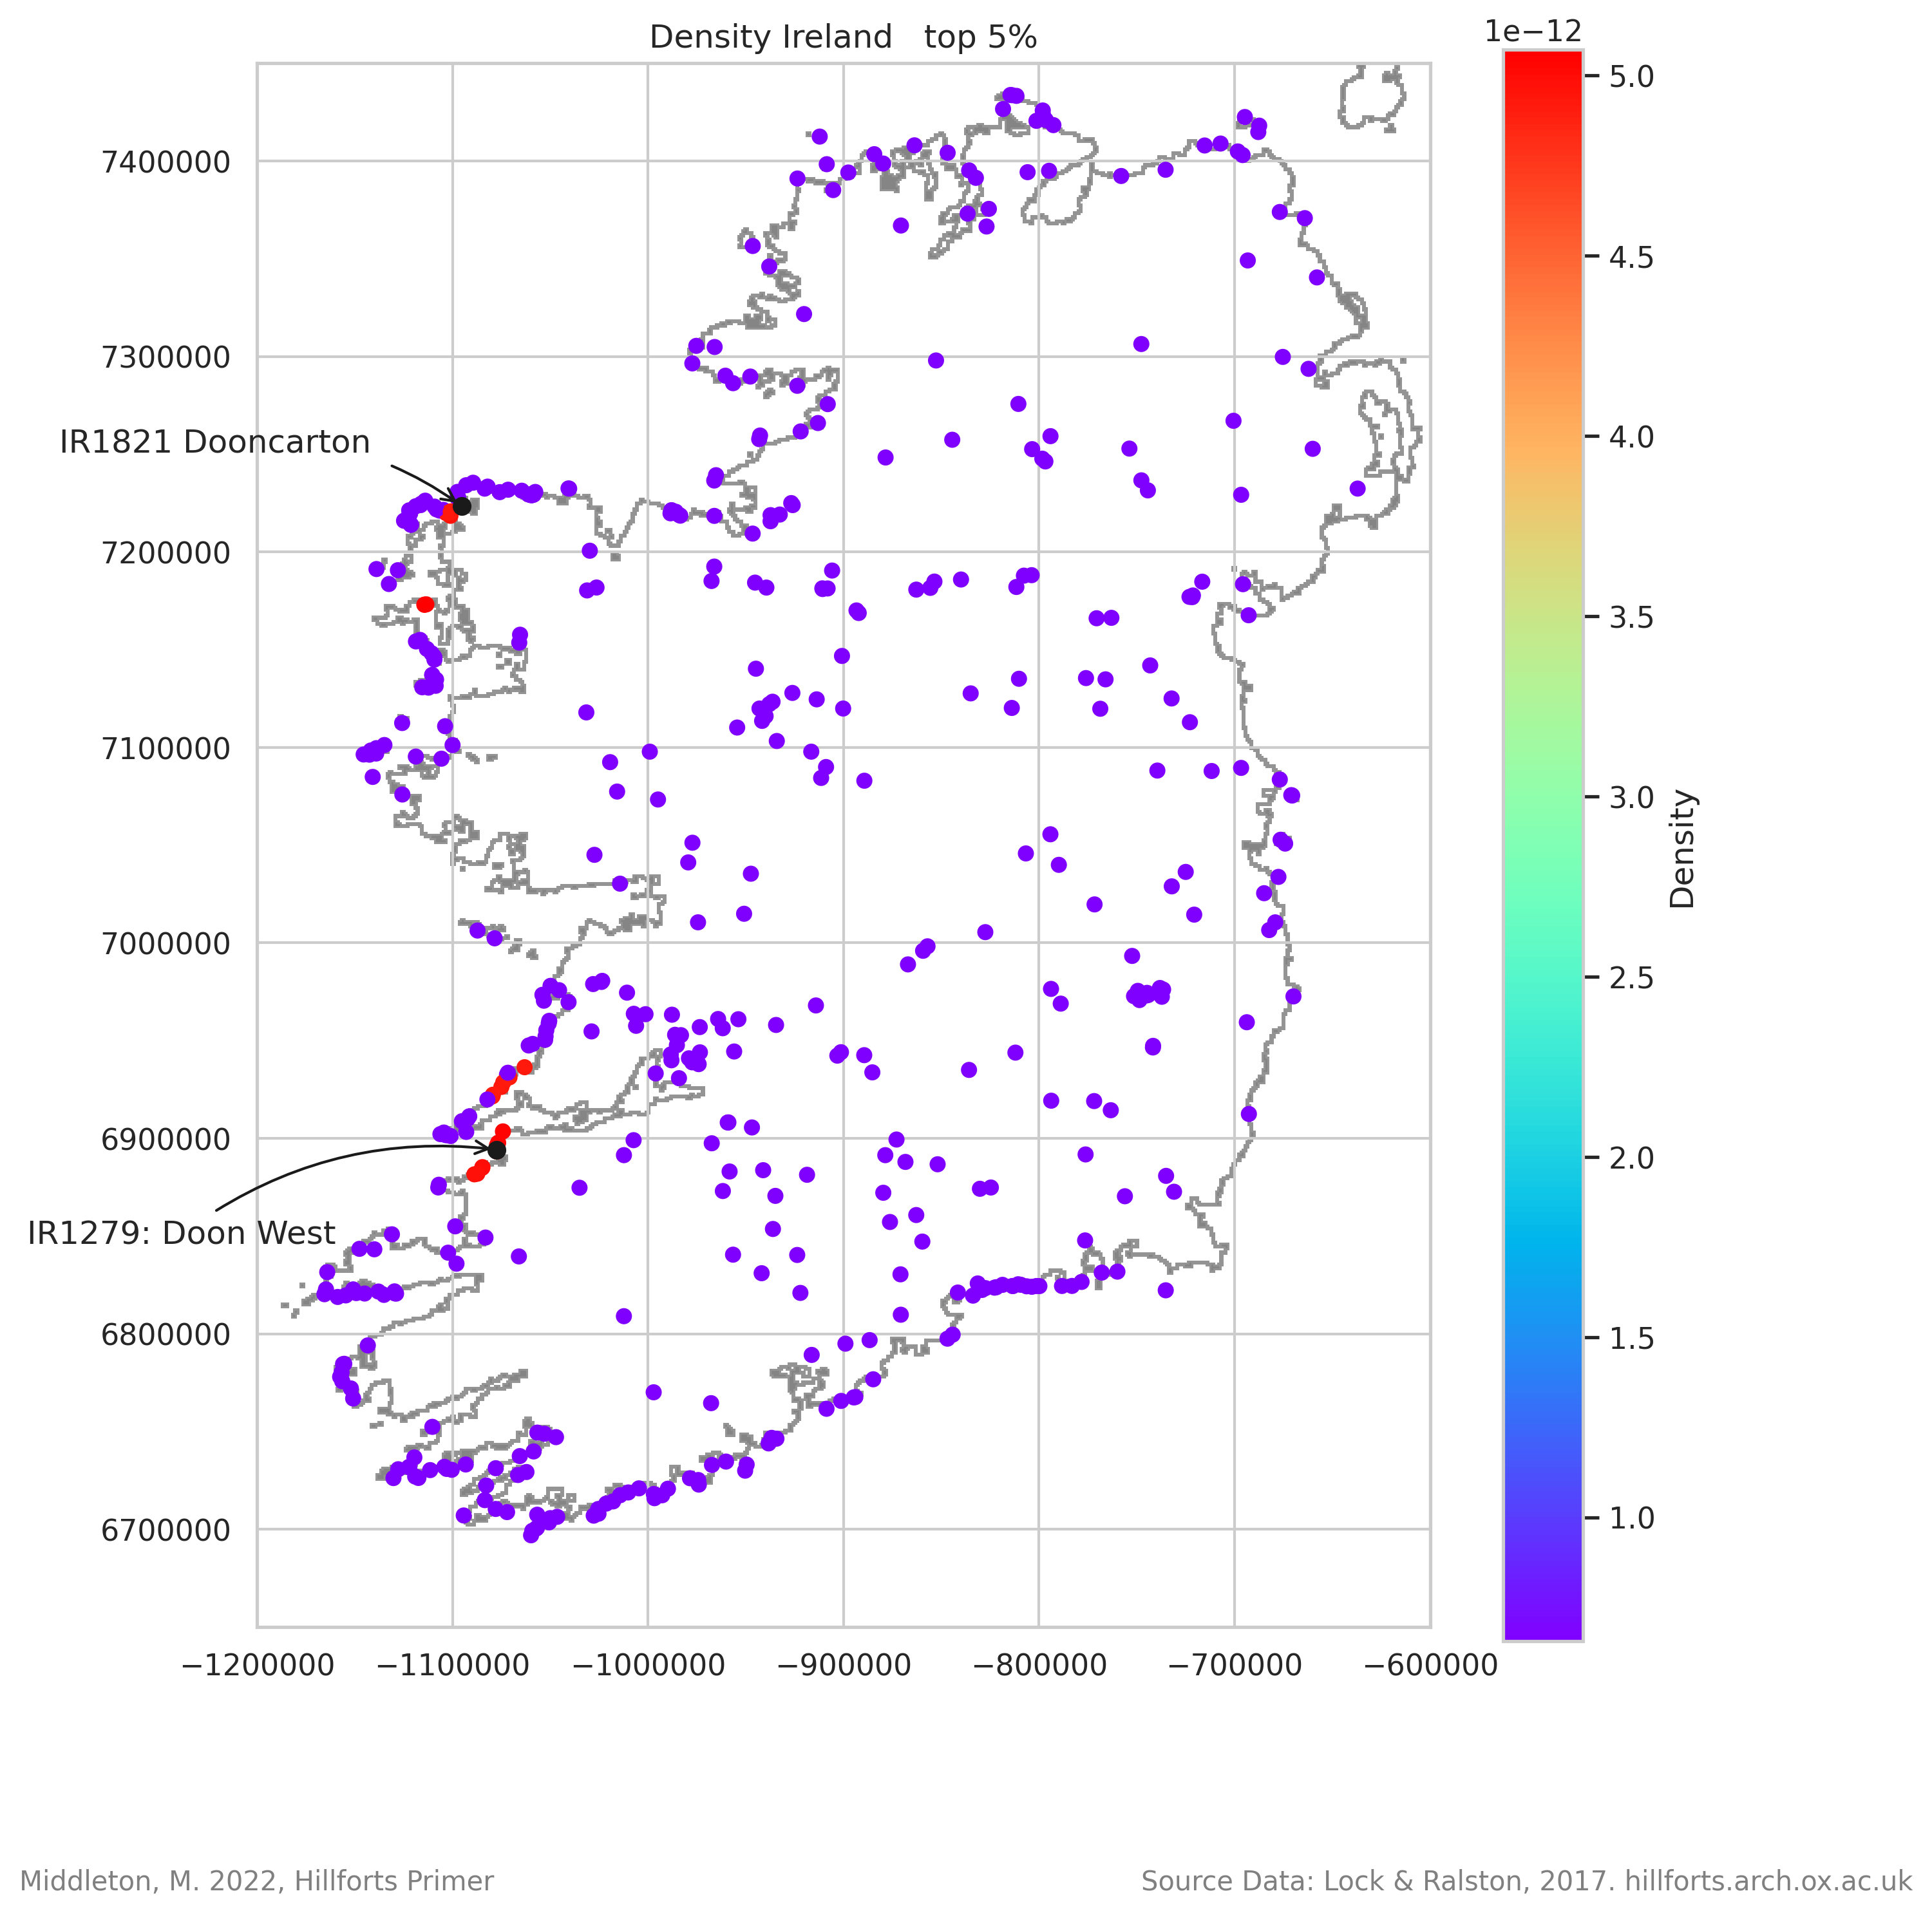 Density Ireland   top 5%
1e−12
5.0
4.5
4.0
3.5
3.0
2.5
2.0
1.5
1.0
Density
7400000
7300000
7200000
7100000
7000000
6900000
6800000
6700000
IR1821 Dooncarton
IR1279: Doon West
−1200000 −1100000 −1000000 −900000 −800000 −700000 −600000
Middleton, M. 2022, Hillforts Primer
Source Data: Lock & Ralston, 2017. hillforts.arch.ox.ac.uk